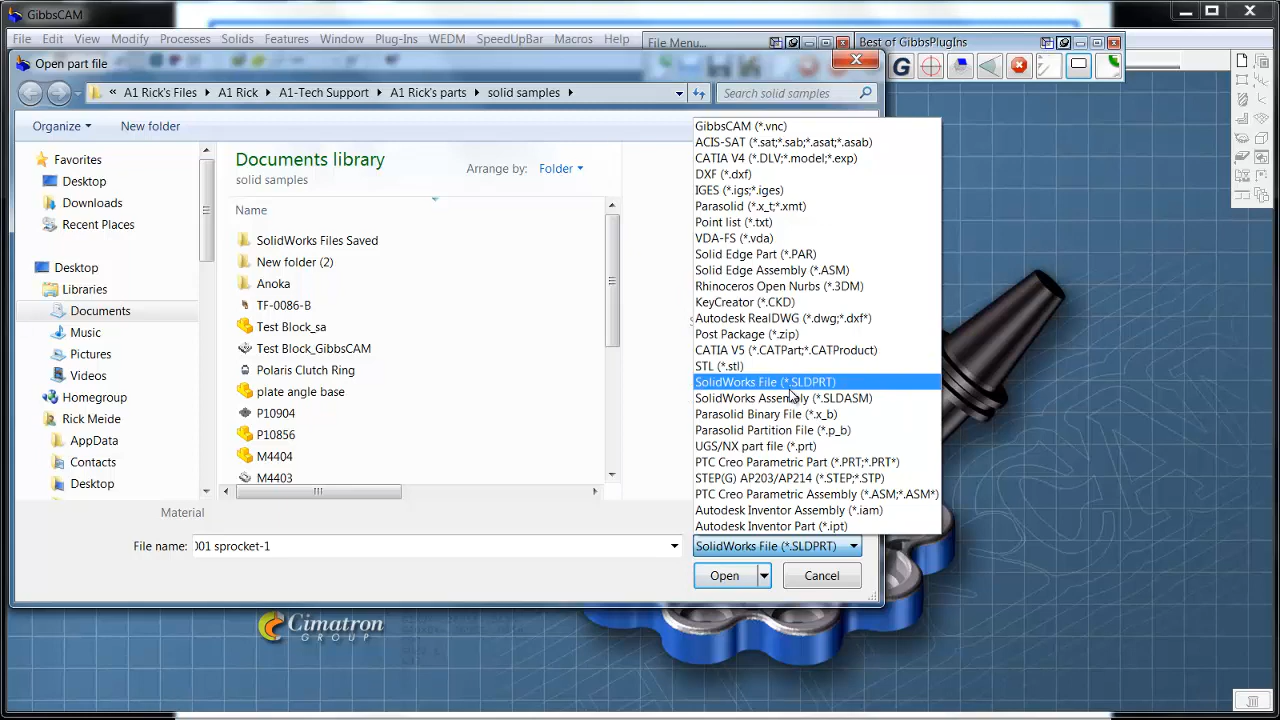 GibbsCAM
File Edit View Modify Processes Solids Features Window Plug-Ins WEDM SpeedUpBar Macros Help
File Menu...
Best of GibbsPlugIns
Open part file
« A1 Rick's Files A1 Rick A1-Tech Support A1 Rick's parts solid samples
Search solid samples
Organize
New folder
Favorites
Desktop
Downloads
Recent Places
Desktop
Libraries
Documents
Music
Pictures
Videos
Homegroup
Rick Meide
AppData
Contacts
Desktop
Documents library
solid samples
Arrange by: Folder
Name
SolidWorks Files Saved
New folder (2)
Anoka
TF-0086-B
Test Block_sa
Test Block_GibbsCAM
Polaris Clutch Ring
plate angle base
P10904
P10856
M4404
M4403
GibbsCAM (*.vnc)
ACIS-SAT (*.sat;*.sab;*.asat;*.asab)
CATIA V4 (*.DLV;*.model;*.exp)
DXF (*.dxf)
IGES (*.igs;*.iges)
Parasolid (*.x_t;*.xmt)
Point list (*.txt)
VDA-FS (*.vda)
Solid Edge Part (*.PAR)
Solid Edge Assembly (*.ASM)
Rhinoceros Open Nurbs (*.3DM)
KeyCreator (*.CKD)
Autodesk RealDWG (*.dwg;*.dxf*)
Post Package (*.zip)
CATIA V5 (*.CATPart;*.CATProduct)
STL (*.stl)
SolidWorks File (*.SLDPRT)
SolidWorks Assembly (*.SLDASM)
Parasolid Binary File (*.x_b)
Parasolid Partition File (*.p_b)
UGS/NX part file (*.prt)
PTC Creo Parametric Part (*.PRT;*.PRT*)
STEP(G) AP203/AP214 (*.STEP;*.STP)
PTC Creo Parametric Assembly (*.ASM;*.ASM*)
Autodesk Inventor Assembly (*.iam)
Autodesk Inventor Part (*.ipt)
Material
File name: 001 sprocket-1
SolidWorks File (*.SLDPRT)
Open
Cancel
Cimatron
GROUP